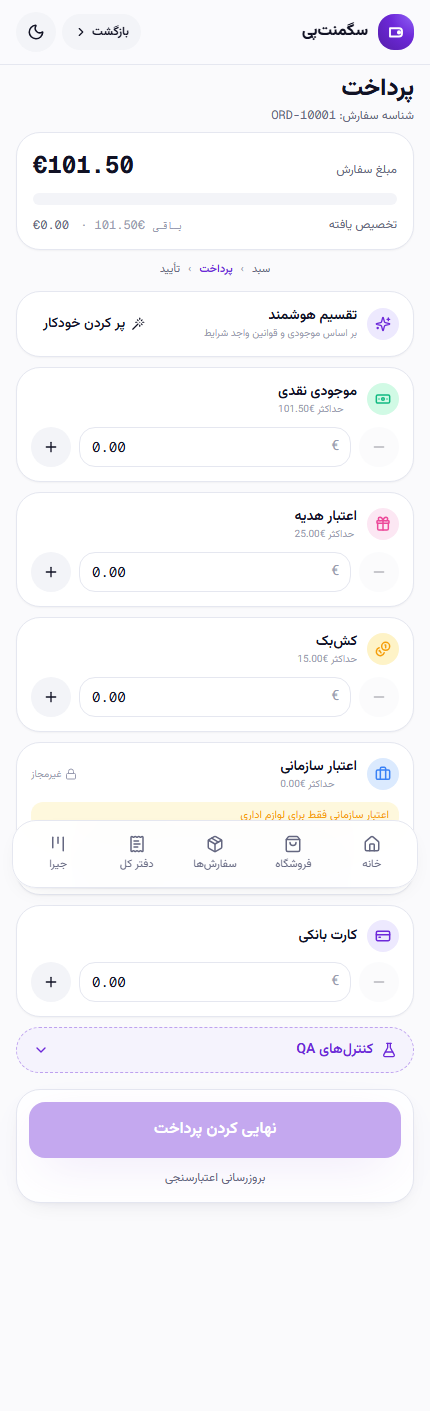 سگمنت‌پی
بازگشت
پرداخت
شناسه سفارش: ORD-10001
مبلغ سفارش
€101.50
تخصیص یافته
€0.00 · باقی €101.50
سبد › پرداخت › تأیید
تقسیم هوشمند
بر اساس موجودی و قوانین واجد شرایط
پر کردن خودکار
موجودی نقدی
حداکثر €101.50
€ 0.00
اعتبار هدیه
حداکثر €25.00
€ 0.00
کش‌بک
حداکثر €15.00
€ 0.00
اعتبار سازمانی
حداکثر €0.00
غیرمجاز
اعتبار سازمانی فقط برای لوازم اداری
خانه
فروشگاه
سفارش‌ها
دفتر کل
جیرا
کارت بانکی
€ 0.00
کنترل‌های QA
نهایی کردن پرداخت
بروزرسانی اعتبارسنجی